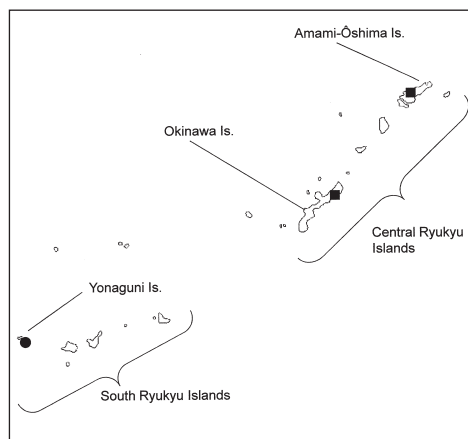 Amami-Ôshima Is.
Okinawa Is.
Central Ryukyu
Islands
Yonaguni Is.
South Ryukyu Islands